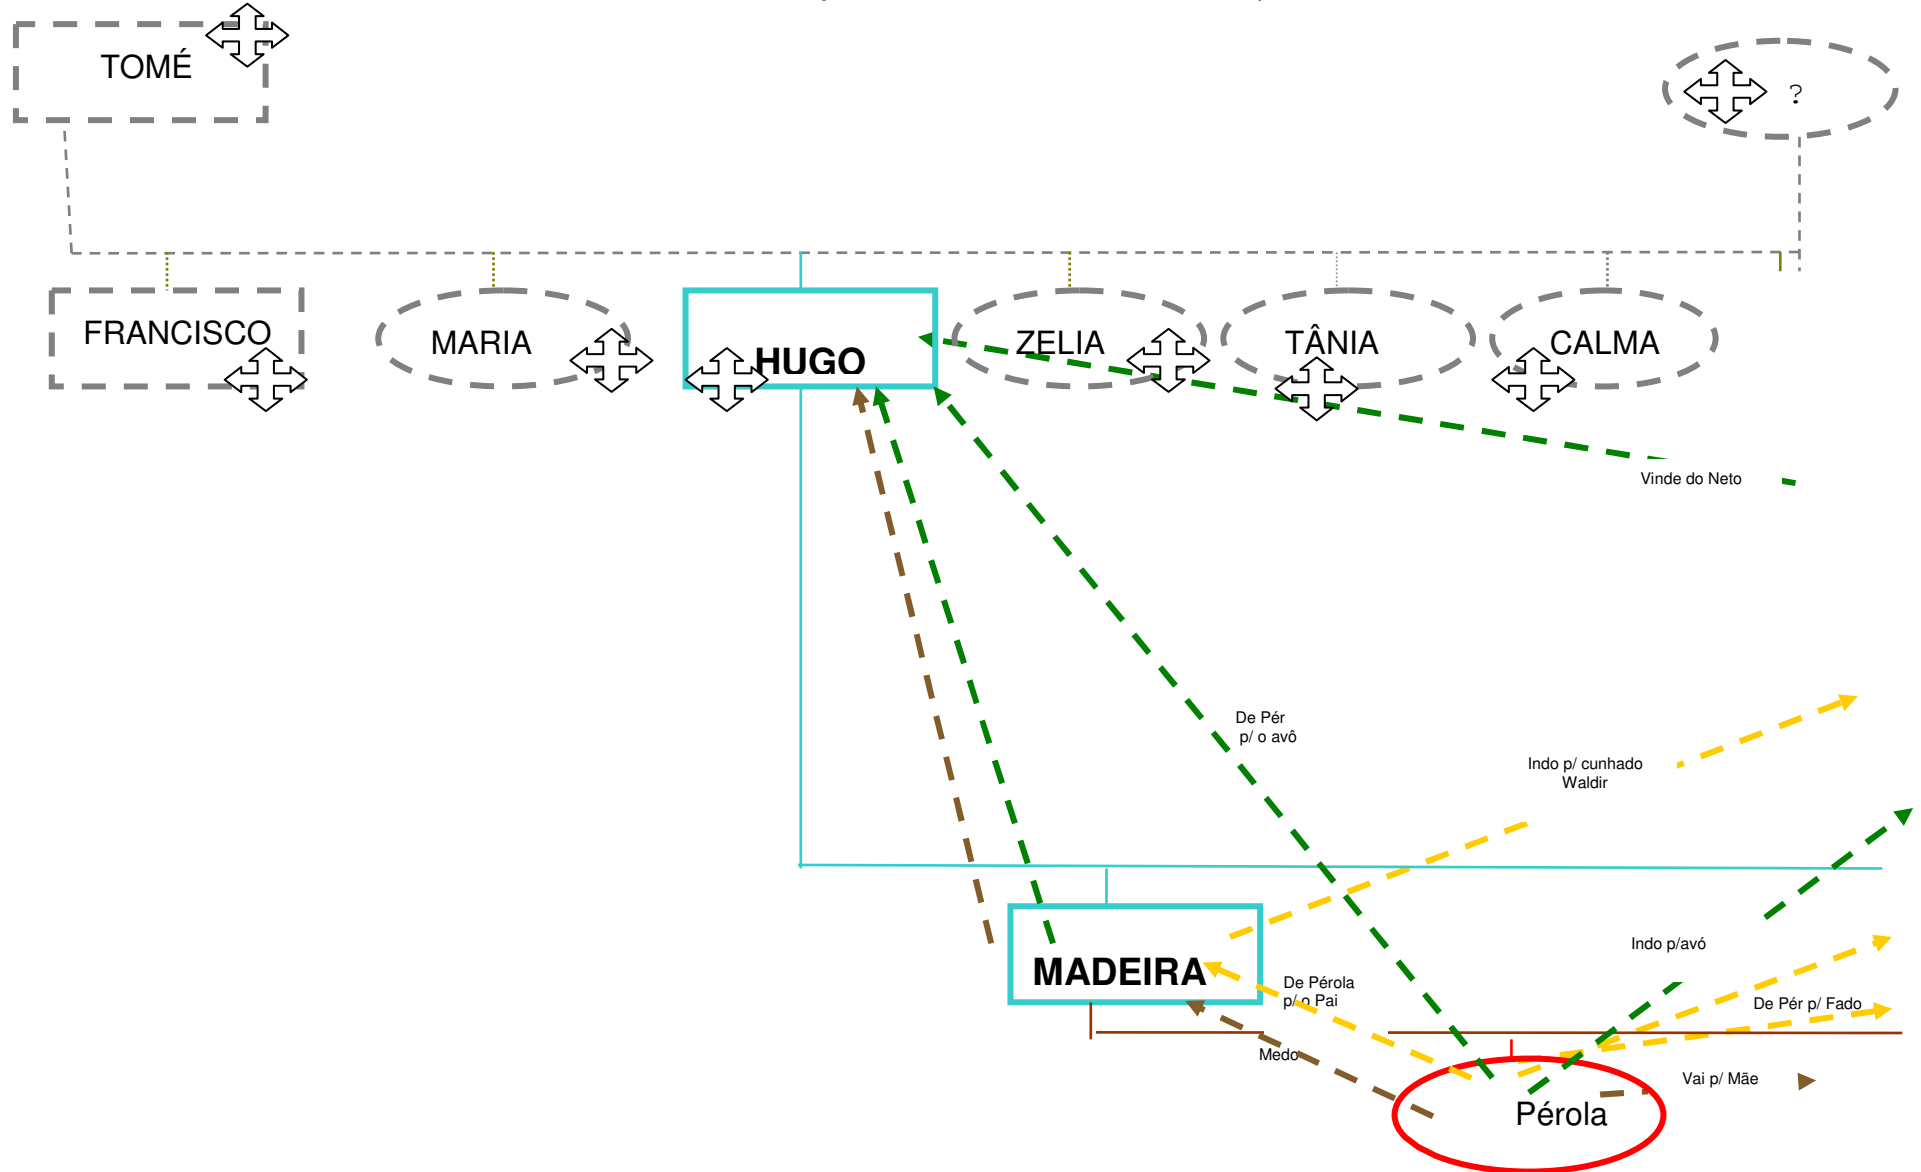 TOMÉ
?
FRANCISCO
MARIA
HUGO
ZELIA
TÂNIA
CALMA
Vinde do Neto
De Pér
p/ o avô
Indo p/ cunhado
Waldir
Indo p/avó
MADEIRA
De Pérola
p/ o Pai
De Pér p/ Fado
Medo
Vai p/ Mãe
Pérola